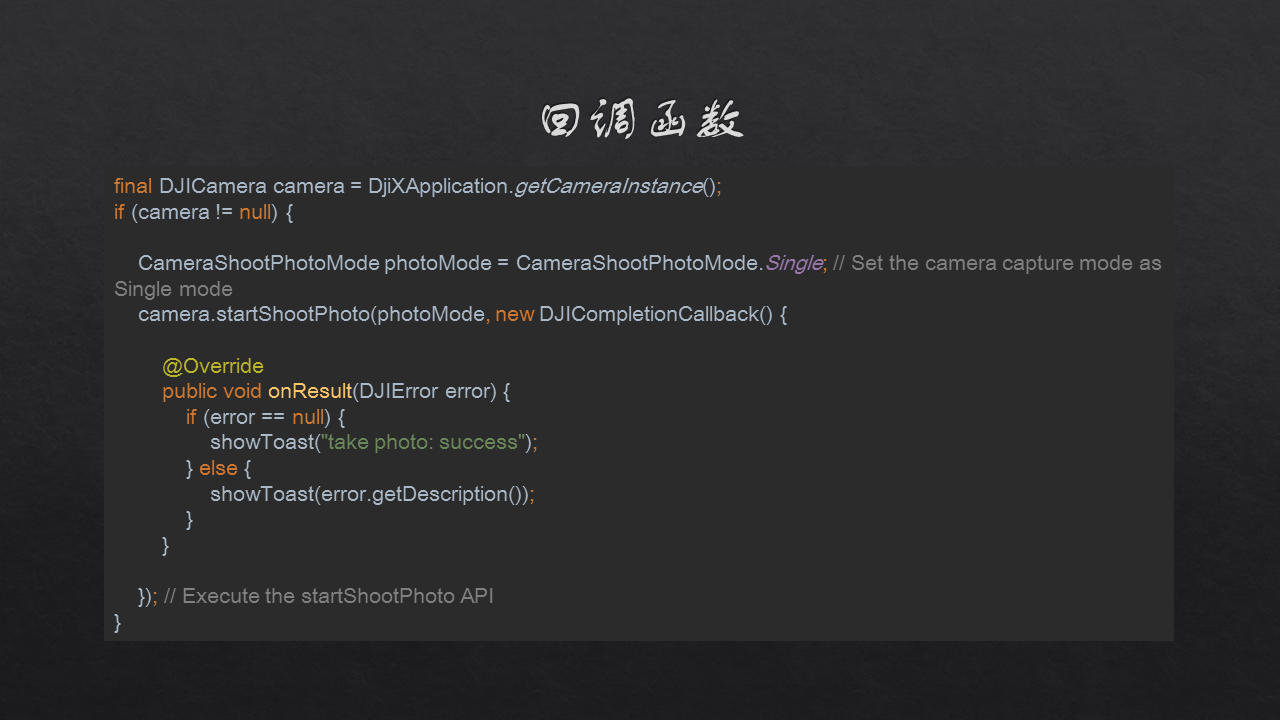 回调函数
final DJICamera camera = DjiXApplication.getCameraInstance();
if (camera != null) {
CameraShootPhotoMode photoMode = CameraShootPhotoMode.Single; // Set the camera capture mode as
Single mode
camera.startShootPhoto(photoMode, new DJICompletionCallback() {
@Override
public void onResult(DJIError error) {
if (error == null) {
showToast("take photo: success");
} else {
showToast(error.getDescription());
}
}
}); // Execute the startShootPhoto API
}